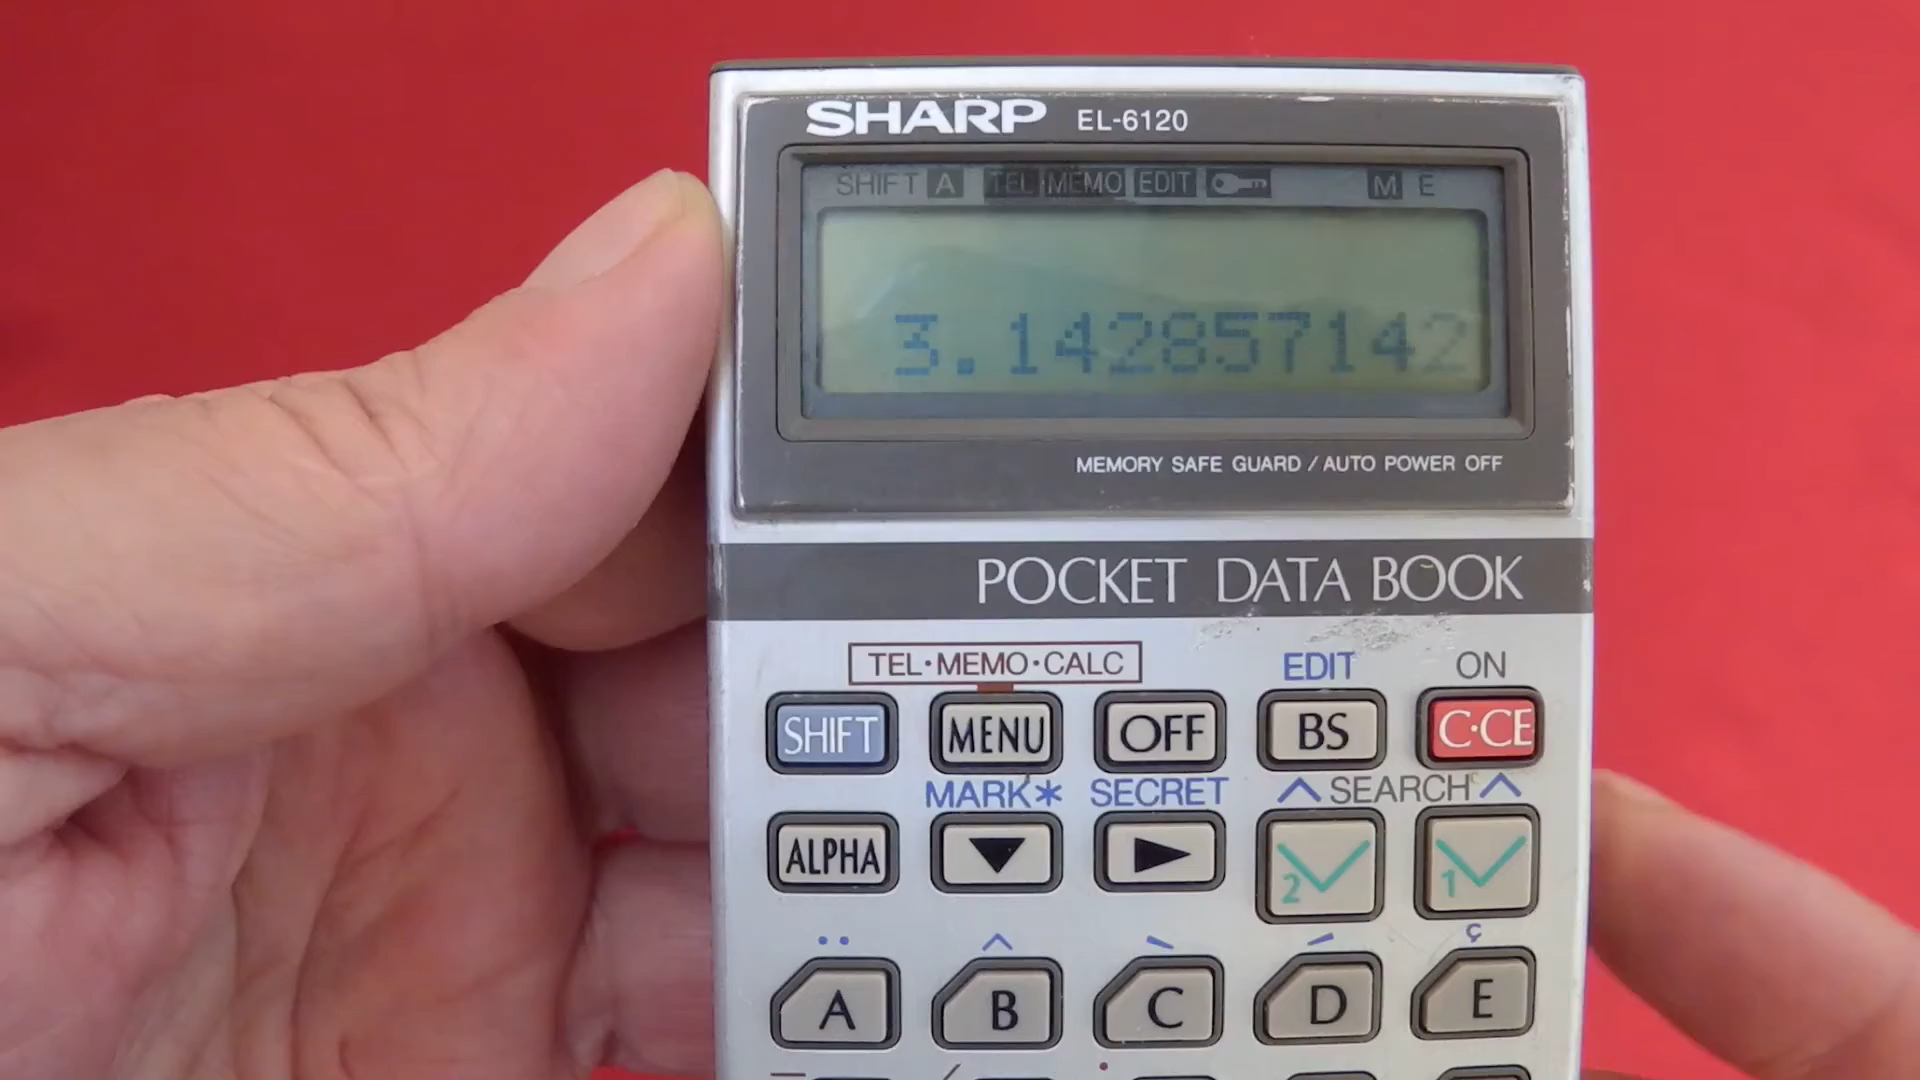 SHARP EL-6120
SHIFT A TEL MEMO EDIT M E
3.142857142
MEMORY SAFE GUARD / AUTO POWER OFF
POCKET DATA BOOK
TEL·MEMO·CALC EDIT ON
SHIFT MENU OFF BS C·CE
MARK* SECRET ^ SEARCH ^
ALPHA ▼ ▶ 2 1
¨ ^ ` ´ ç
A B C D E